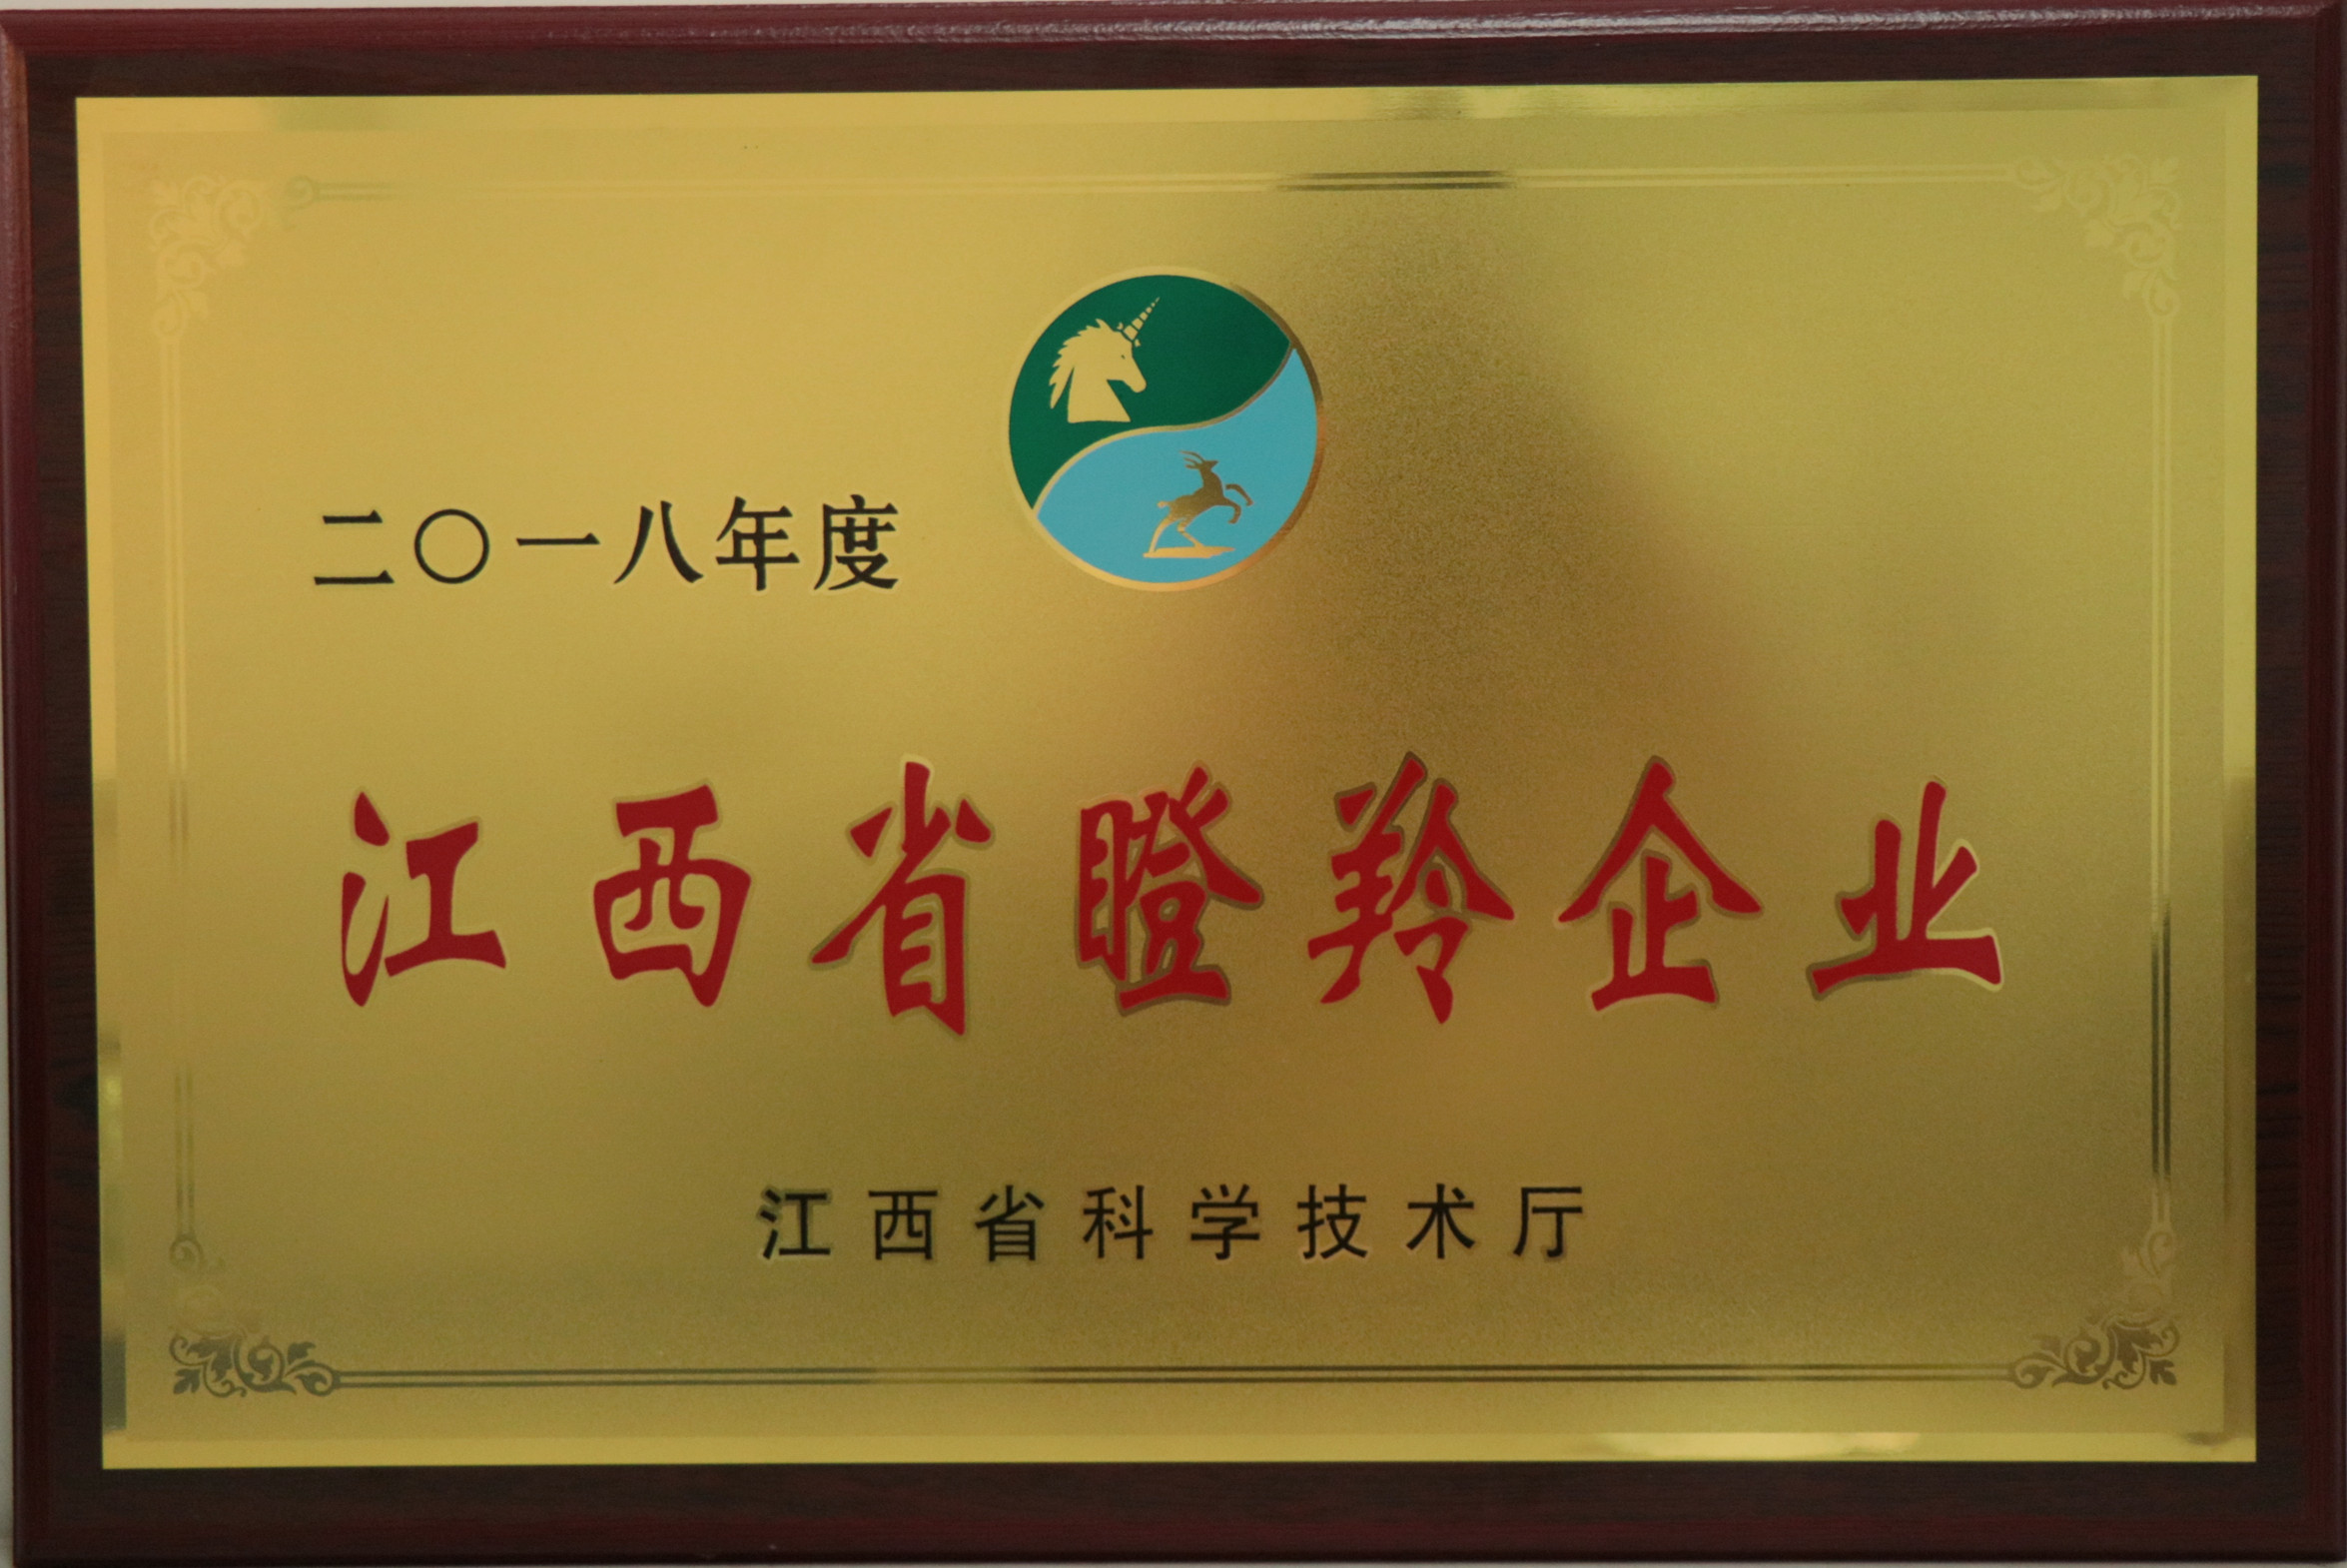 二〇一八年度
江西省瞪羚企业
江西省科学技术厅